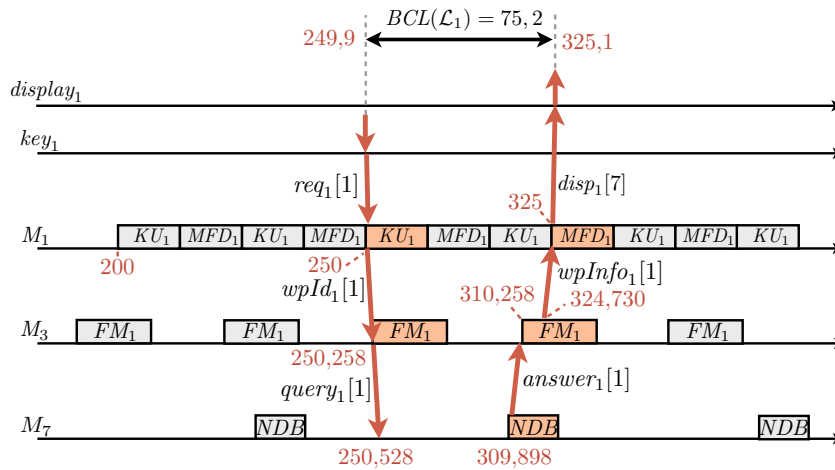 BCL(𝓛₁) = 75, 2
249,9
325,1
display₁
key₁
req₁[1]
disp₁[7]
325
M₁
KU₁ MFD₁ KU₁ MFD₁ KU₁ MFD₁ KU₁ MFD₁ KU₁ MFD₁ KU₁
200
250
wpId₁[1]
wpInfo₁[1]
310,258
324,730
M₃
FM₁ FM₁ FM₁ FM₁ FM₁
250,258
query₁[1]
answer₁[1]
M₇
NDB NDB NDB
250,528
309,898